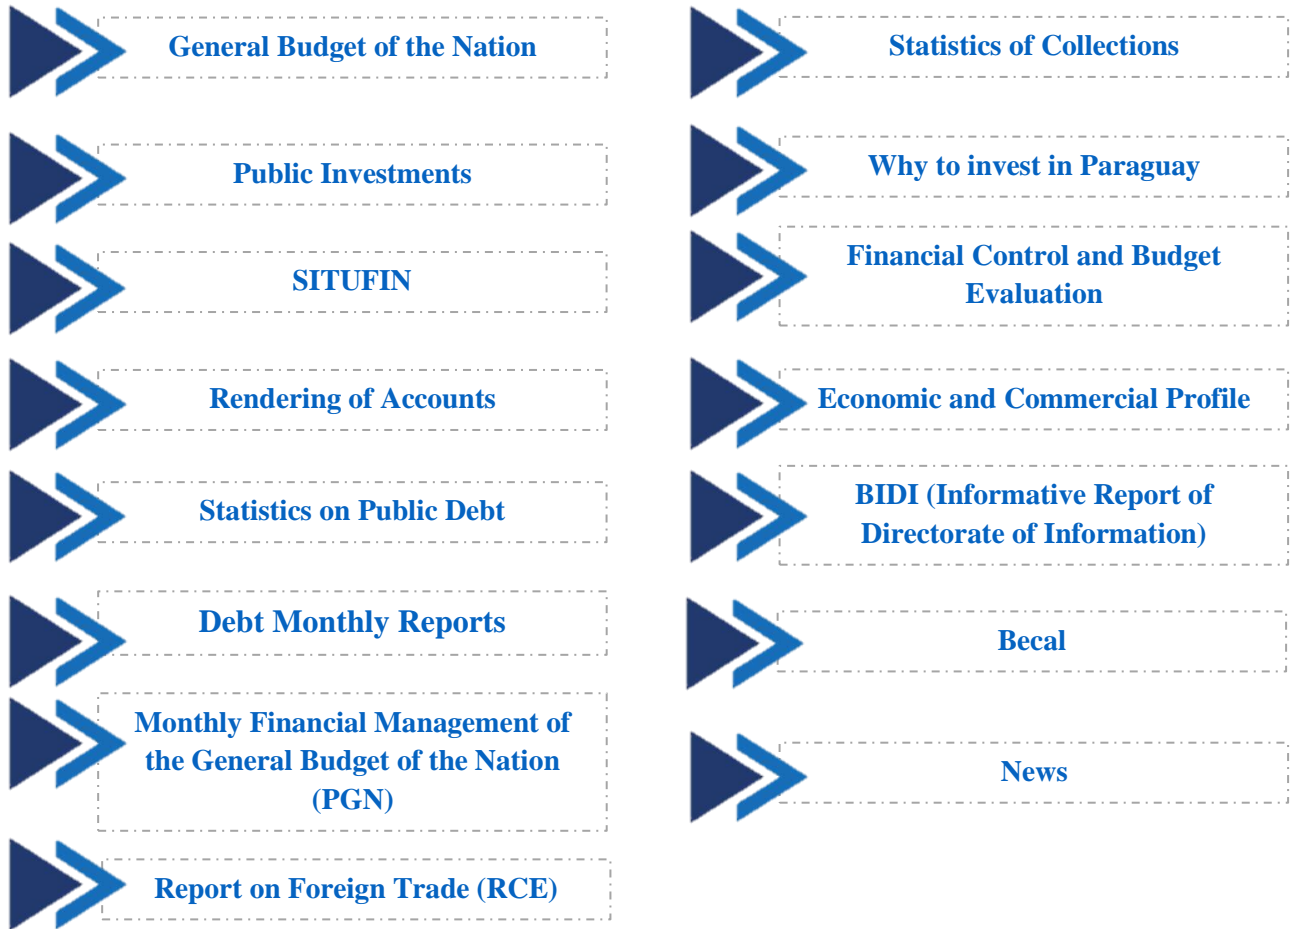 General Budget of the Nation
Public Investments
SITUFIN
Rendering of Accounts
Statistics on Public Debt
Debt Monthly Reports
Monthly Financial Management of
the General Budget of the Nation
(PGN)
Report on Foreign Trade (RCE)
Statistics of Collections
Why to invest in Paraguay
Financial Control and Budget
Evaluation
Economic and Commercial Profile
BIDI (Informative Report of
Directorate of Information)
Becal
News